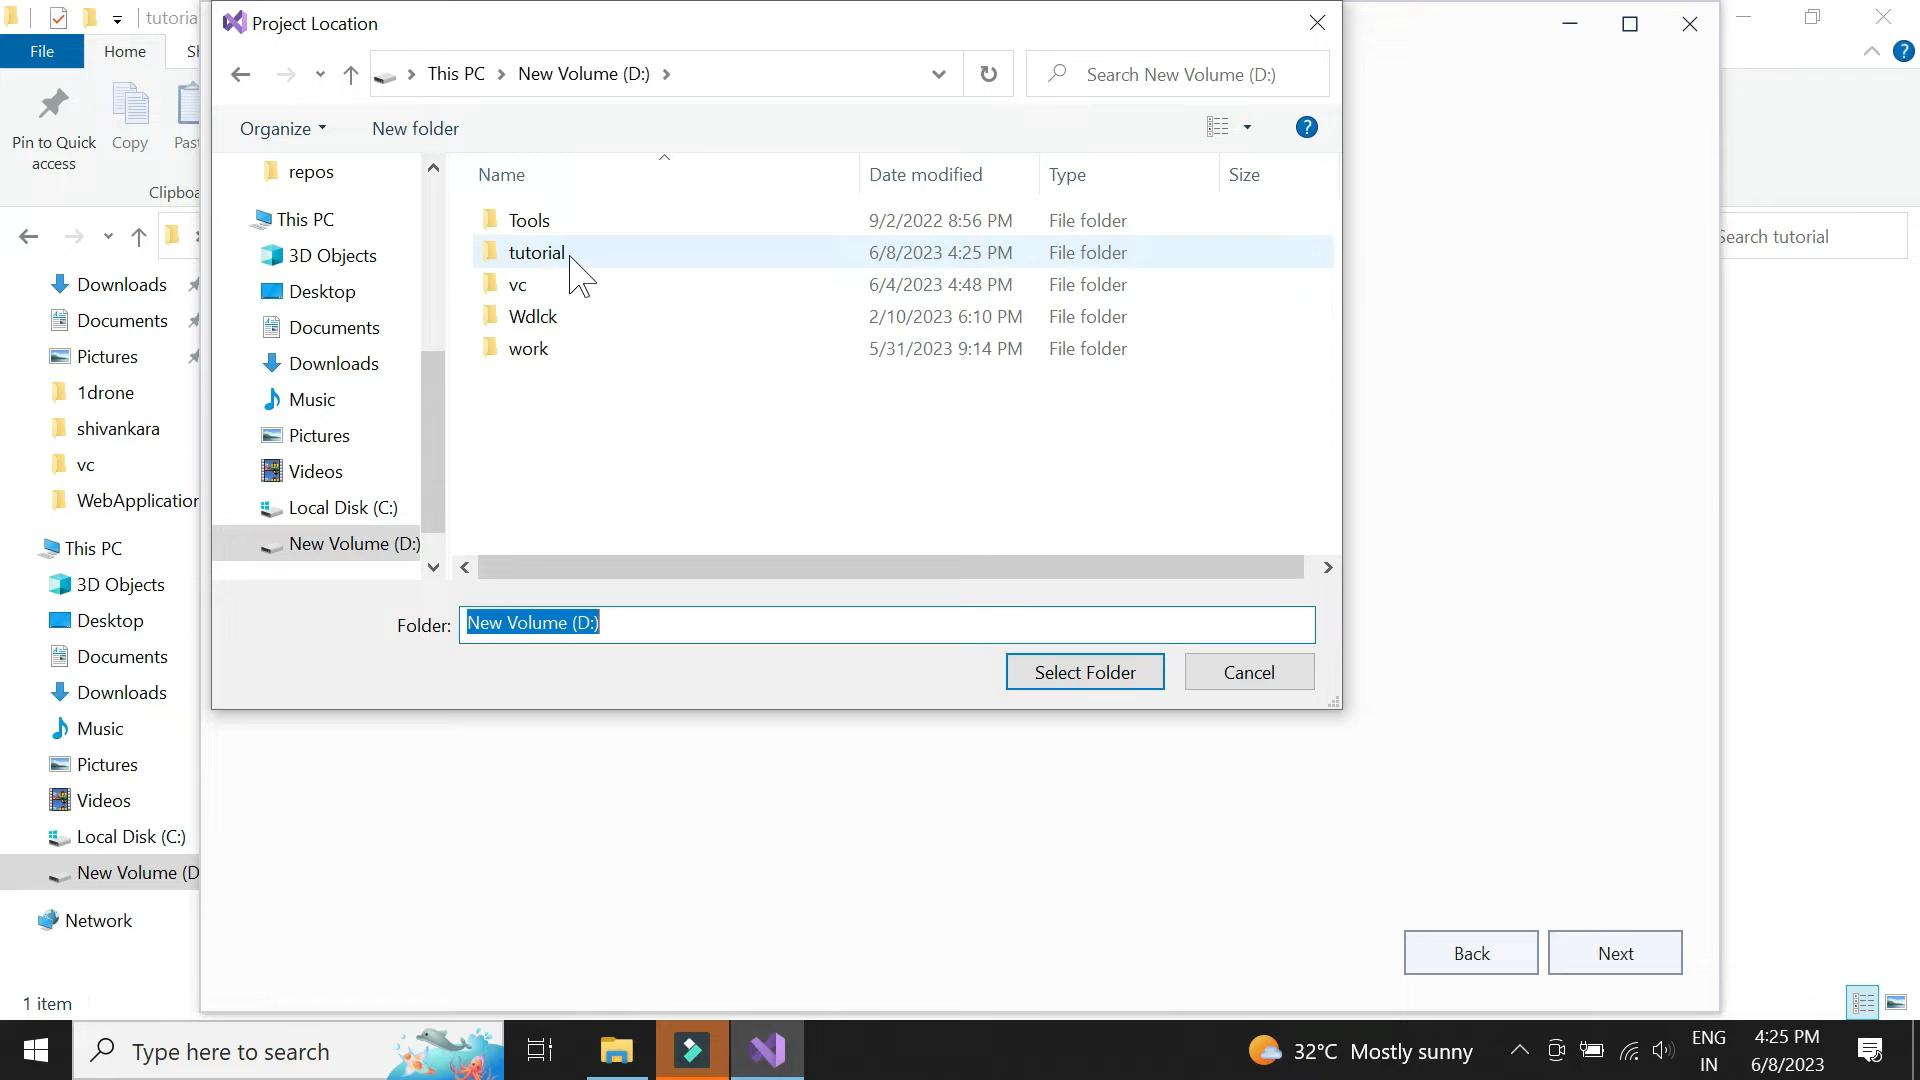 tutoria
File
Home
Sh
Pin to Quick
access
Copy
Past
Clipboa
Search tutorial
Downloads
Documents
Pictures
1drone
shivankara
vc
WebApplication
This PC
3D Objects
Desktop
Documents
Downloads
Music
Pictures
Videos
Local Disk (C:)
New Volume (D
Network
1 item
Project Location
This PC > New Volume (D:) >
Search New Volume (D:)
Organize
New folder
?
repos
This PC
3D Objects
Desktop
Documents
Downloads
Music
Pictures
Videos
Local Disk (C:)
New Volume (D:)
Name Date modified Type Size
Tools 9/2/2022 8:56 PM File folder
tutorial 6/8/2023 4:25 PM File folder
vc 6/4/2023 4:48 PM File folder
Wdlck 2/10/2023 6:10 PM File folder
work 5/31/2023 9:14 PM File folder
Folder: New Volume (D:)
Select Folder
Cancel
?
Back
Next
Type here to search
32°C Mostly sunny
ENG
IN
4:25 PM
6/8/2023